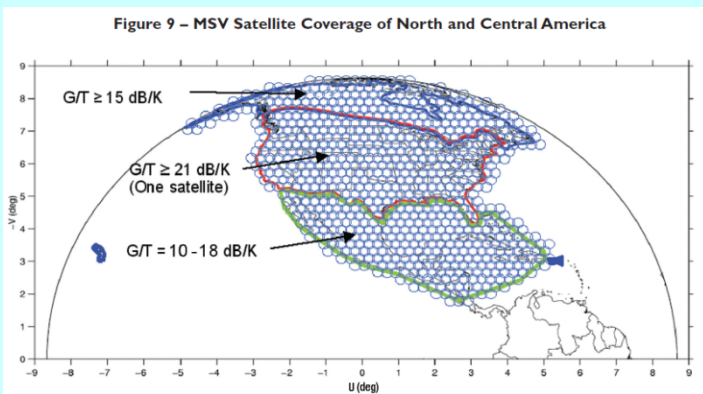 Figure 9 – MSV Satellite Coverage of North and Central America
9
8
7
6
5
4
3
2
1
0
-V (deg)
G/T ≥ 15 dB/K
G/T ≥ 21 dB/K
(One satellite)
G/T = 10 -18 dB/K
-9 -8 -7 -6 -5 -4 -3 -2 -1 0 1 2 3 4 5 6 7 8 9
U (deg)